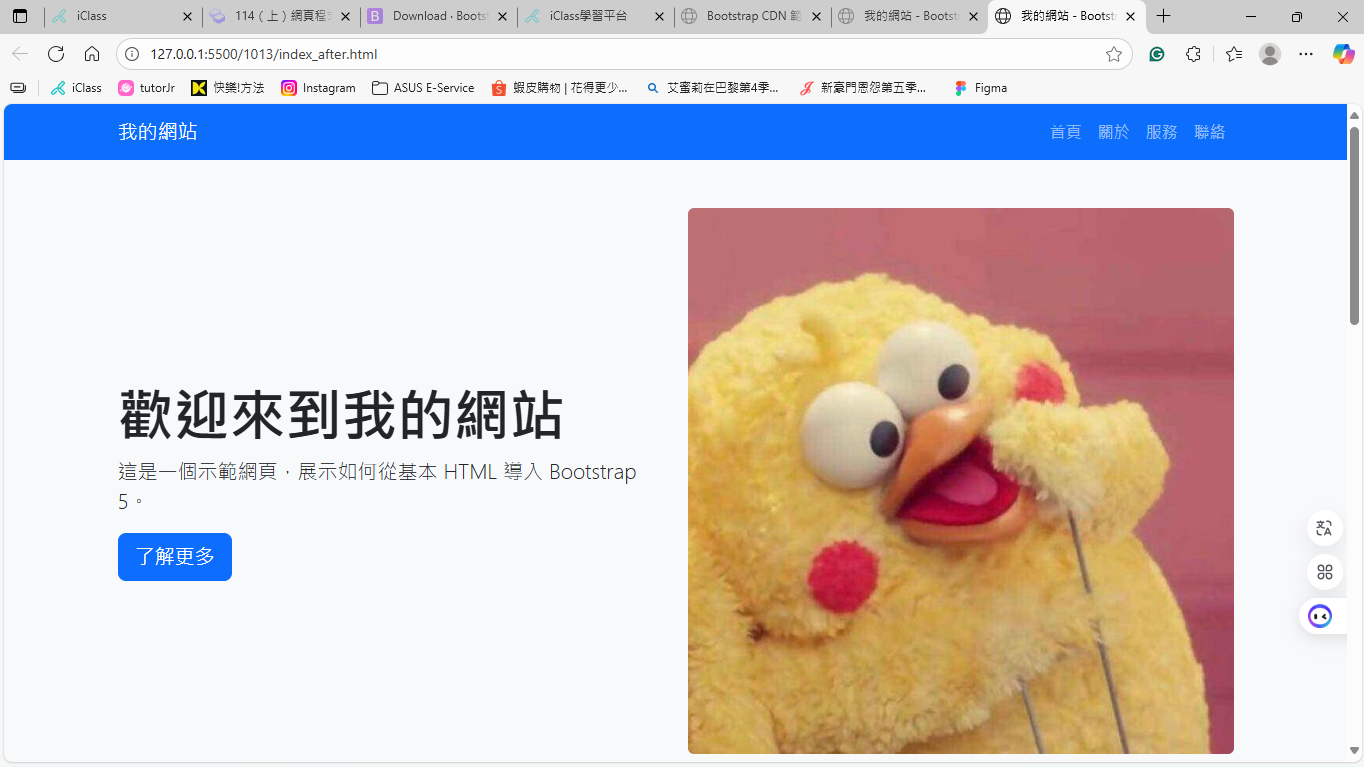 iClass
114（上）網頁程式
Download · Bootst
iClass學習平台
Bootstrap CDN 範
我的網站 - Bootst
我的網站 - Bootst
127.0.0.1:5500/1013/index_after.html
iClass
tutorJr
快樂!方法
Instagram
ASUS E-Service
蝦皮購物 | 花得更少...
艾蜜莉在巴黎第4季...
新豪門恩怨第五季...
Figma
我的網站
首頁
關於
服務
聯絡
歡迎來到我的網站
這是一個示範網頁，展示如何從基本 HTML 導入 Bootstrap
5。
了解更多